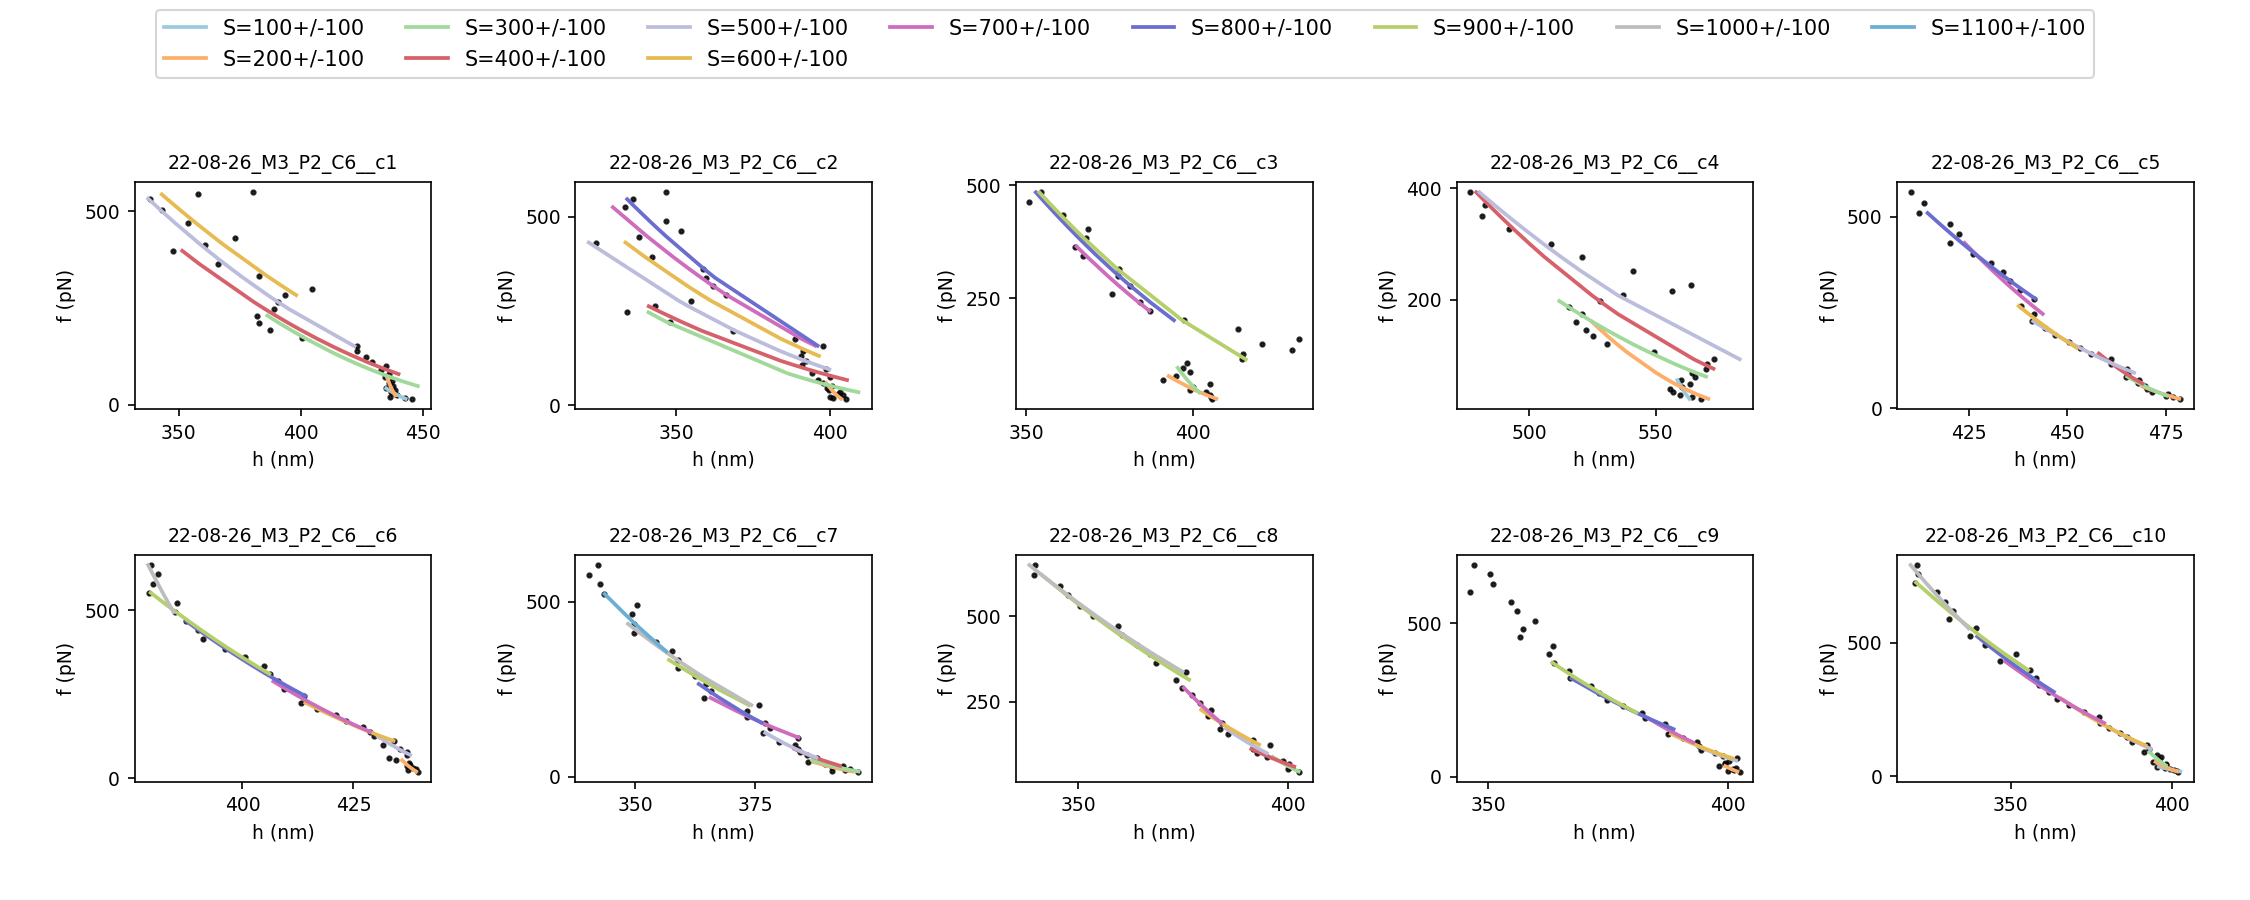 S=100+/-100 S=300+/-100 S=500+/-100 S=700+/-100 S=800+/-100 S=900+/-100 S=1000+/-100 S=1100+/-100
S=200+/-100 S=400+/-100 S=600+/-100
22-08-26_M3_P2_C6__c1
500
0
f (pN)
350 400 450
h (nm)
22-08-26_M3_P2_C6__c2
500
0
f (pN)
350 400
h (nm)
22-08-26_M3_P2_C6__c3
500
250
f (pN)
350 400
h (nm)
22-08-26_M3_P2_C6__c4
400
200
f (pN)
500 550
h (nm)
22-08-26_M3_P2_C6__c5
500
0
f (pN)
425 450 475
h (nm)
22-08-26_M3_P2_C6__c6
500
0
f (pN)
400 425
h (nm)
22-08-26_M3_P2_C6__c7
500
0
f (pN)
350 375
h (nm)
22-08-26_M3_P2_C6__c8
500
250
f (pN)
350 400
h (nm)
22-08-26_M3_P2_C6__c9
500
0
f (pN)
350 400
h (nm)
22-08-26_M3_P2_C6__c10
500
0
f (pN)
350 400
h (nm)